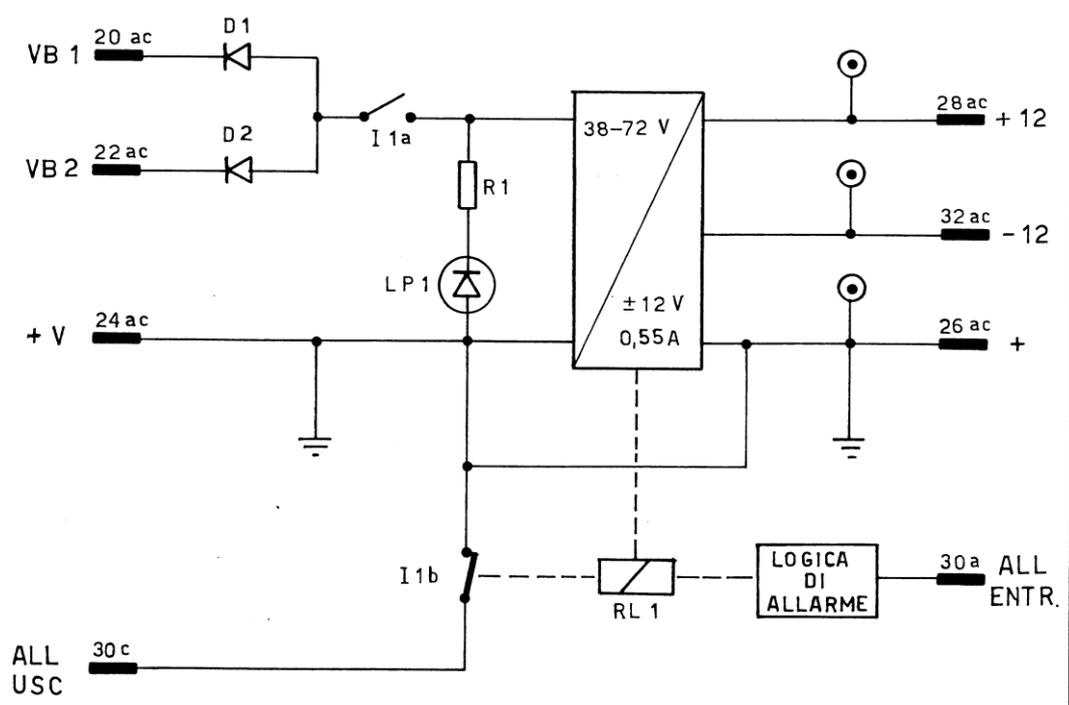 D1
20 ac
VB 1
I1a
D2
22 ac
VB 2
R1
LP1
24 ac
+ V
38-72 V
± 12 V
0,55A
28 ac
+ 12
32 ac
- 12
26 ac
+
I1b
RL 1
LOGICA
DI
ALLARME
30 a
ALL
ENTR.
30 c
ALL
USC